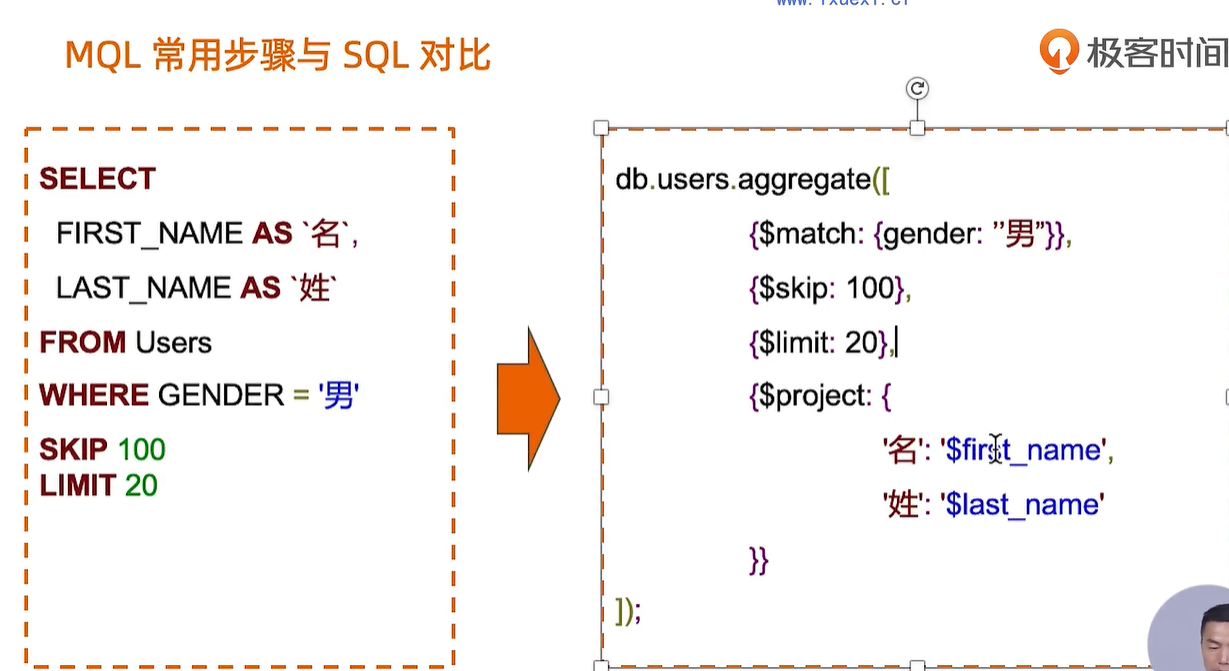 MQL 常用步骤与 SQL 对比
极客时间
SELECT
FIRST_NAME AS `名`,
LAST_NAME AS `姓`
FROM Users
WHERE GENDER = '男'
SKIP 100
LIMIT 20
db.users.aggregate([
{$match: {gender: ’’男”}},
{$skip: 100},
{$limit: 20},
{$project: {
'名': '$first_name',
'姓': '$last_name'
}}
]);